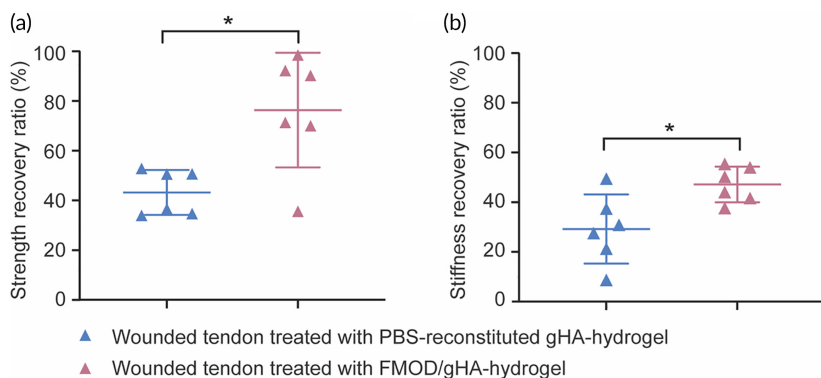 (a)
*
Strength recovery ratio (%)
100
80
60
40
20
0
(b)
*
Stiffness recovery ratio (%)
100
80
60
40
20
0
Wounded tendon treated with PBS-reconstituted gHA-hydrogel
Wounded tendon treated with FMOD/gHA-hydrogel